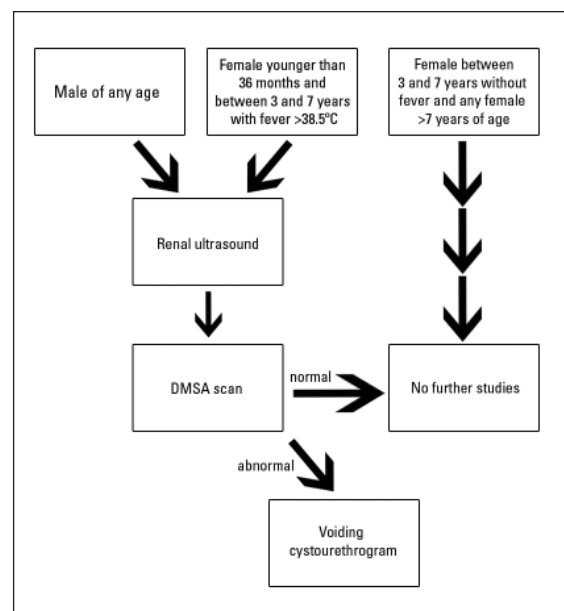 Male of any age
Female younger than
36 months and
between 3 and 7 years
with fever >38.5ºC
Female between
3 and 7 years without
fever and any female
>7 years of age
Renal ultrasound
DMSA scan
normal
No further studies
abnormal
Voiding
cystourethrogram